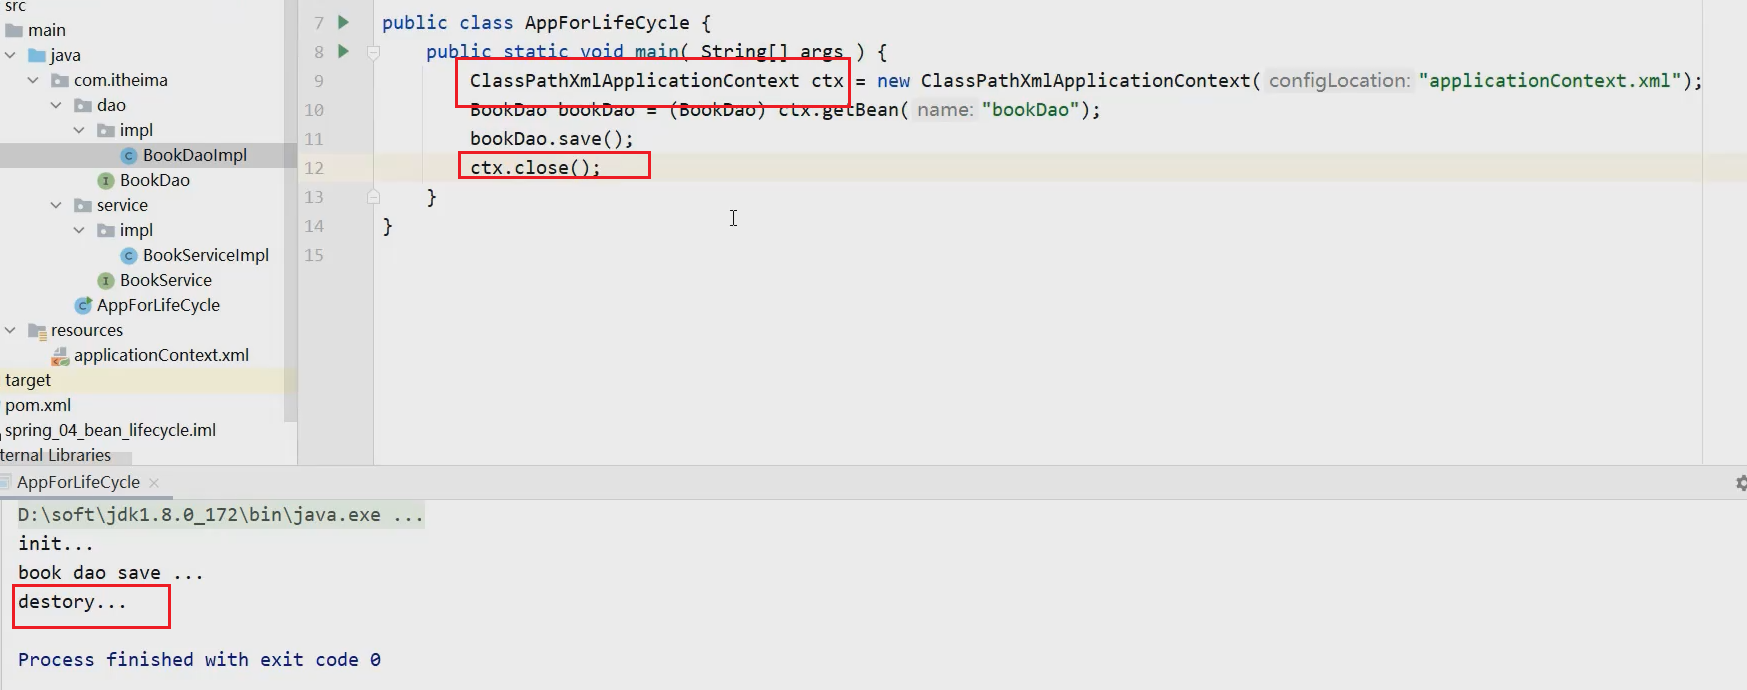 src
main
java
com.itheima
dao
impl
BookDaoImpl
BookDao
service
impl
BookServiceImpl
BookService
AppForLifeCycle
resources
applicationContext.xml
target
pom.xml
spring_04_bean_lifecycle.iml
ternal Libraries
7 public class AppForLifeCycle {
8 public static void main( String[] args ) {
9 ClassPathXmlApplicationContext ctx = new ClassPathXmlApplicationContext( configLocation: "applicationContext.xml");
10 BookDao bookDao = (BookDao) ctx.getBean( name: "bookDao");
11 bookDao.save();
12 ctx.close();
13 }
14 }
15
AppForLifeCycle ×
D:\soft\jdk1.8.0_172\bin\java.exe ...
init...
book dao save ...
destory...
Process finished with exit code 0